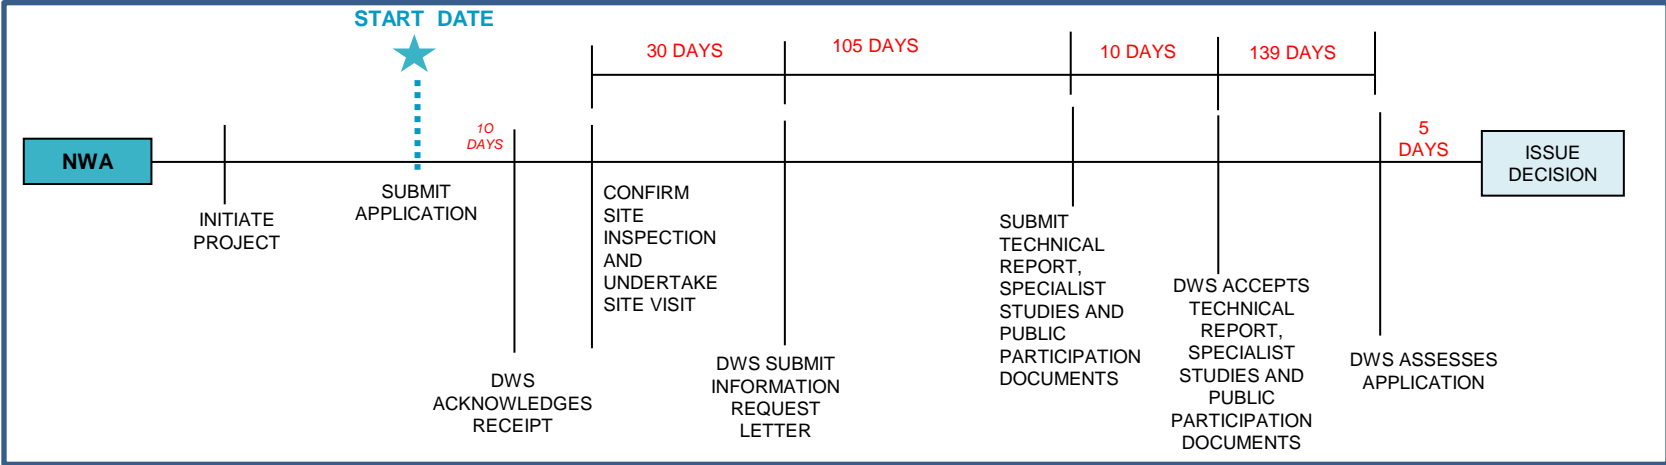 START DATE
30 DAYS
105 DAYS
10 DAYS
139 DAYS
10
DAYS
5
DAYS
NWA
ISSUE
DECISION
INITIATE
PROJECT
SUBMIT
APPLICATION
DWS
ACKNOWLEDGES
RECEIPT
CONFIRM
SITE
INSPECTION
AND
UNDERTAKE
SITE VISIT
DWS SUBMIT
INFORMATION
REQUEST
LETTER
SUBMIT
TECHNICAL
REPORT,
SPECIALIST
STUDIES AND
PUBLIC
PARTICIPATION
DOCUMENTS
DWS ACCEPTS
TECHNICAL
REPORT,
SPECIALIST
STUDIES AND
PUBLIC
PARTICIPATION
DOCUMENTS
DWS ASSESSES
APPLICATION